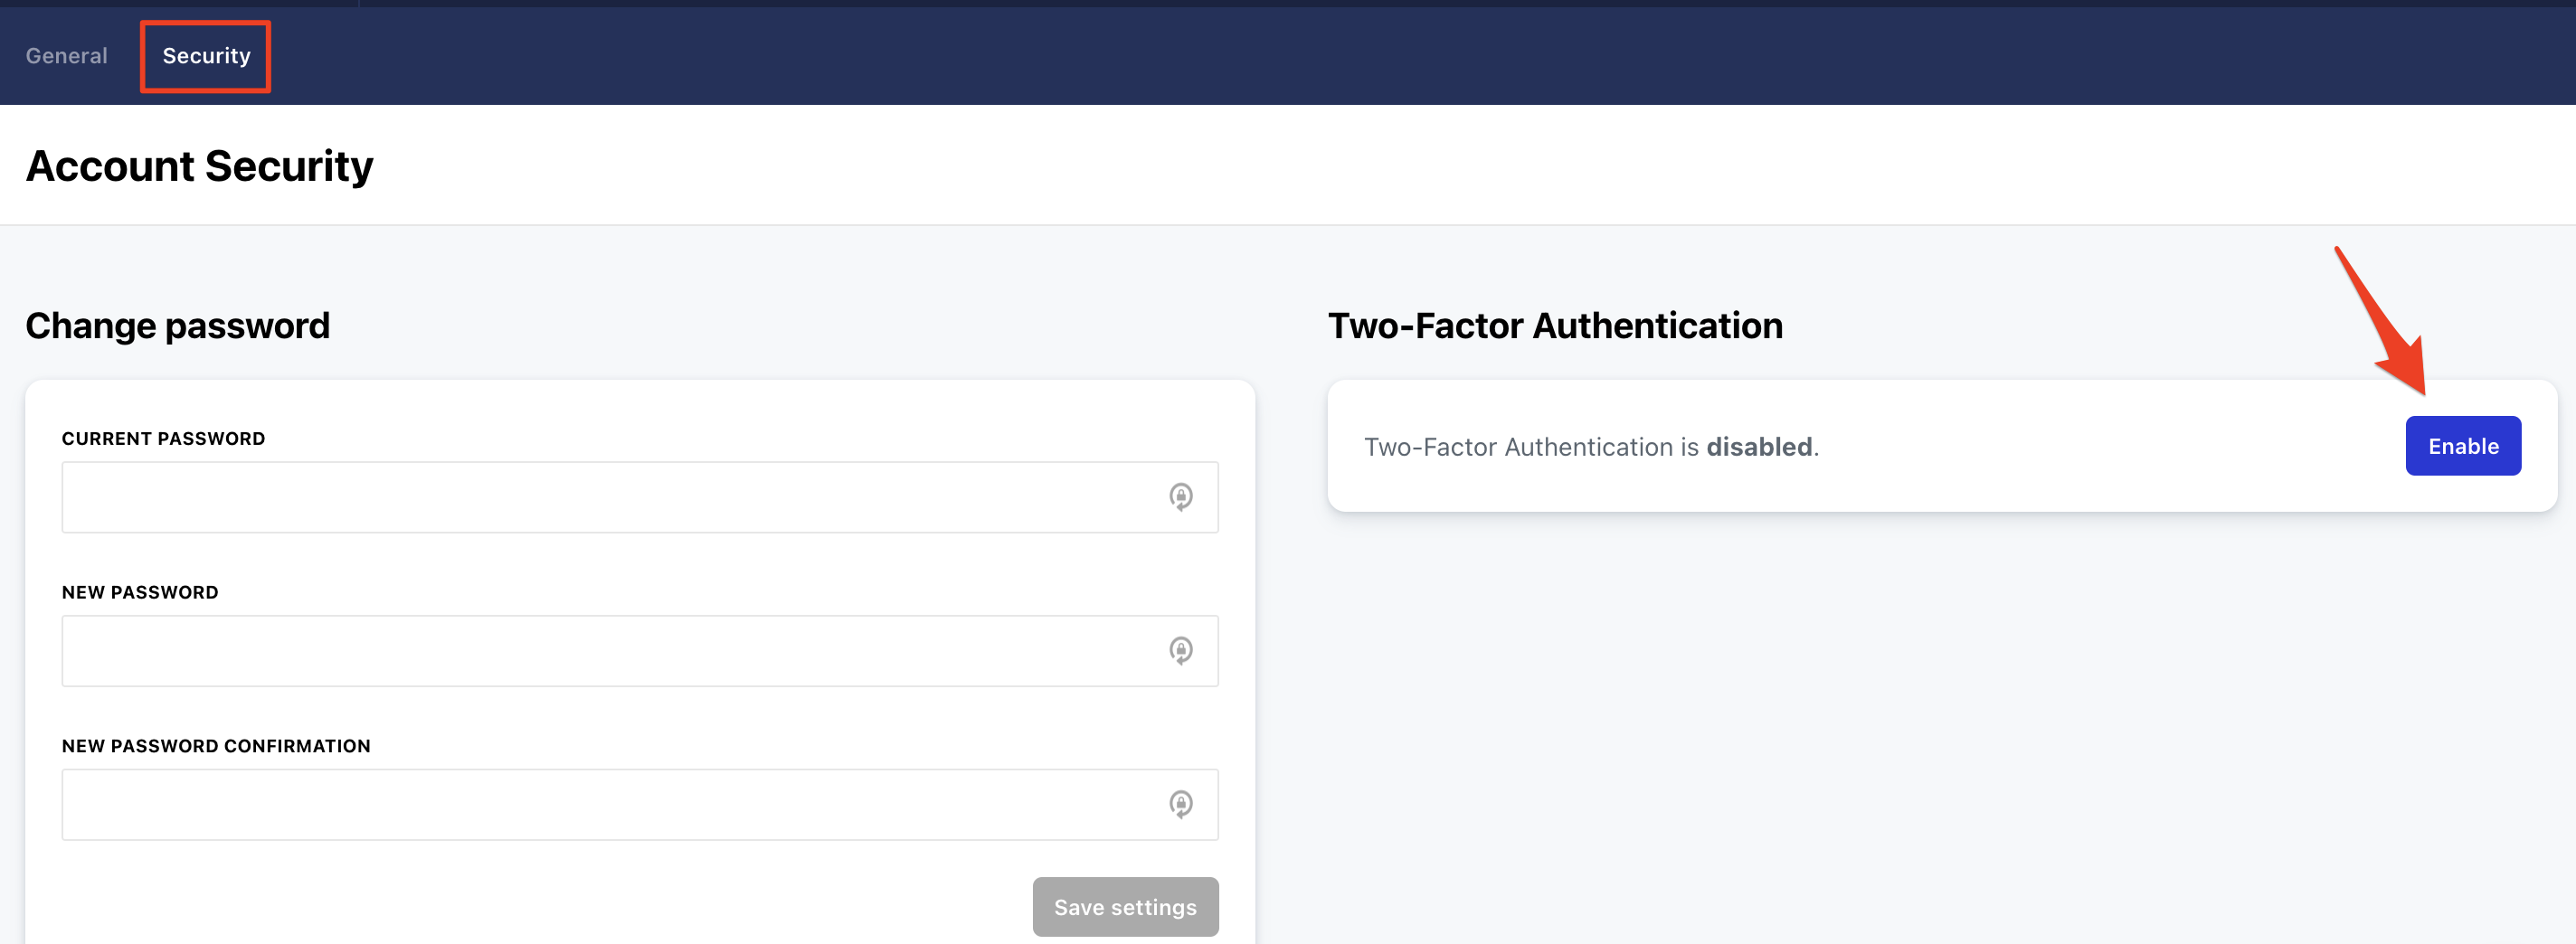 General
Security
Account Security
Change password
CURRENT PASSWORD
NEW PASSWORD
NEW PASSWORD CONFIRMATION
Save settings
Two-Factor Authentication
Two-Factor Authentication is disabled.
Enable